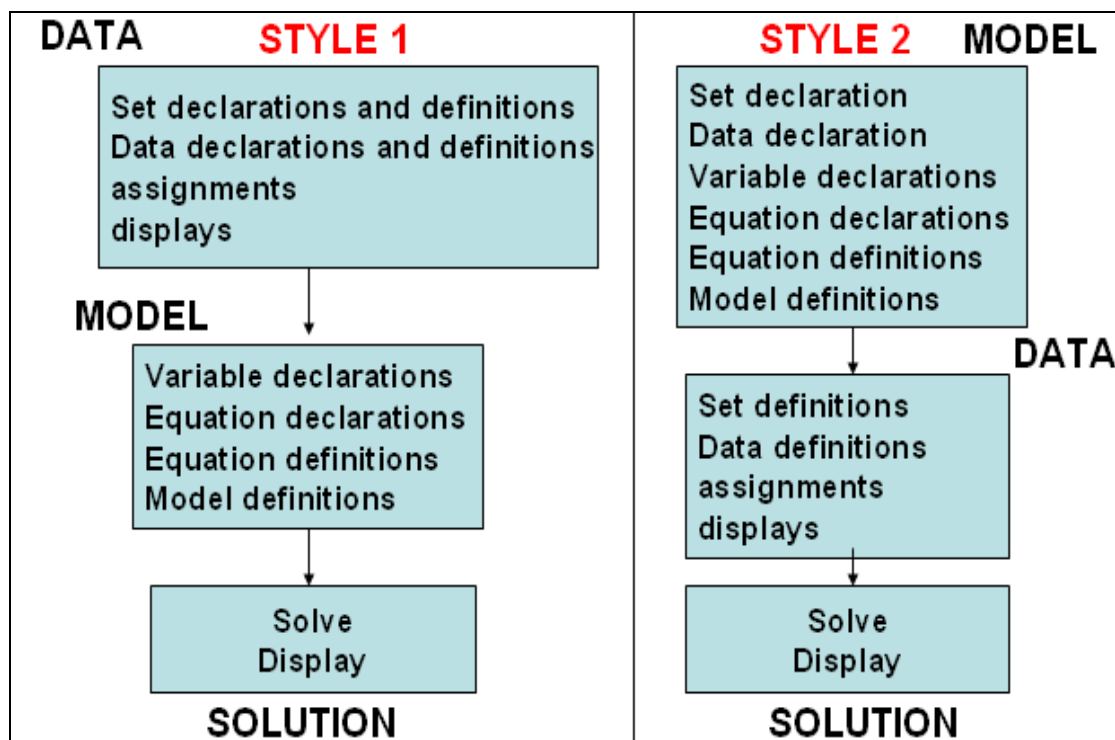 DATA
STYLE 1
Set declarations and definitions
Data declarations and definitions
assignments
displays
MODEL
Variable declarations
Equation declarations
Equation definitions
Model definitions
Solve
Display
SOLUTION
STYLE 2
MODEL
Set declaration
Data declaration
Variable declarations
Equation declarations
Equation definitions
Model definitions
DATA
Set definitions
Data definitions
assignments
displays
Solve
Display
SOLUTION